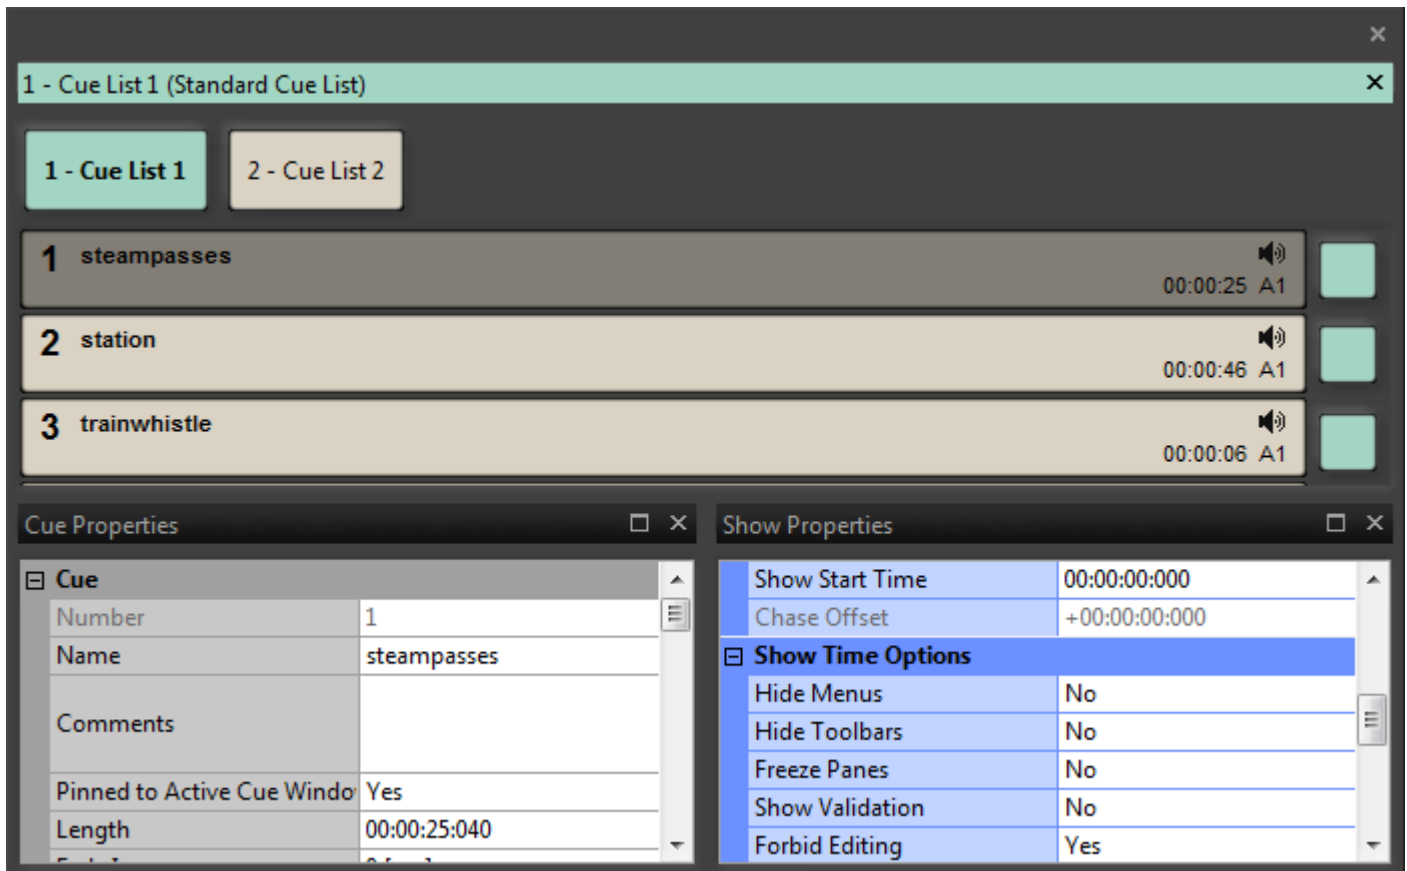 1 - Cue List 1 (Standard Cue List)
1 - Cue List 1
2 - Cue List 2
1 steampasses
00:00:25 A1
2 station
00:00:46 A1
3 trainwhistle
00:00:06 A1
Cue Properties
Cue
Number 1
Name steampasses
Comments
Pinned to Active Cue Windo Yes
Length 00:00:25:040
Show Properties
Show Start Time 00:00:00:000
Chase Offset +00:00:00:000
Show Time Options
Hide Menus No
Hide Toolbars No
Freeze Panes No
Show Validation No
Forbid Editing Yes